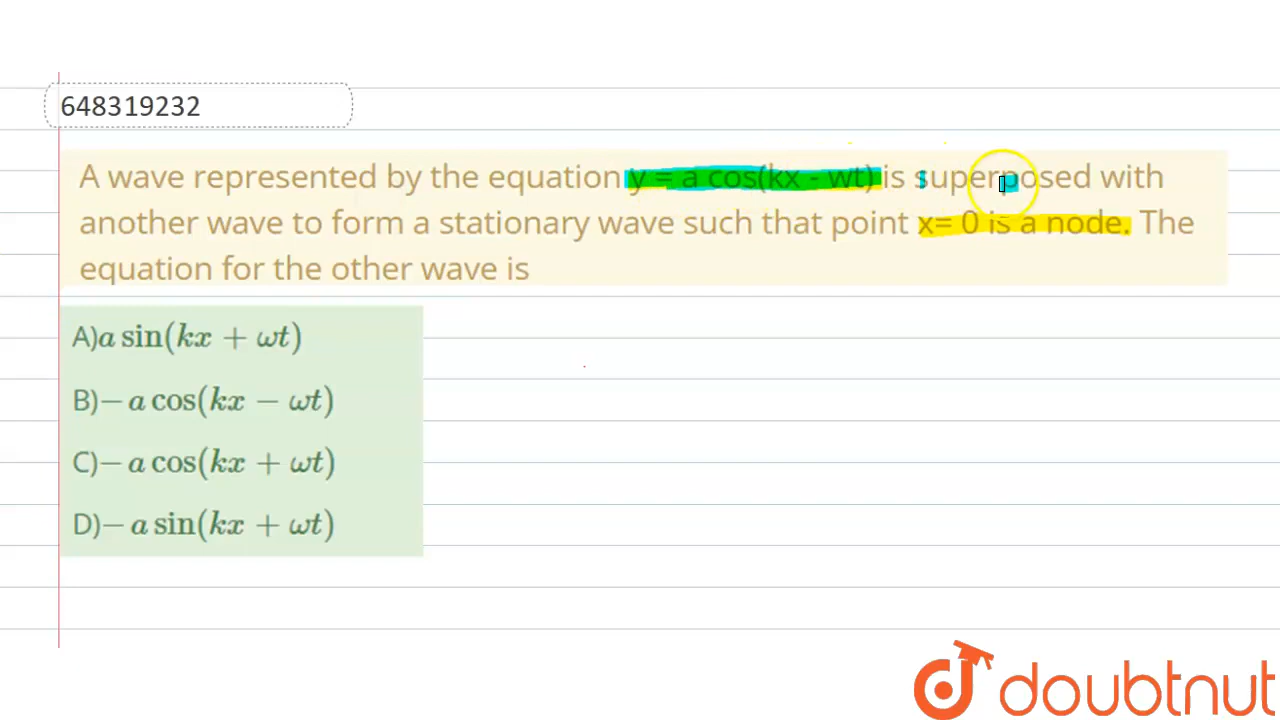 648319232
A wave represented by the equation y = a cos(kx - wt) is superposed with
another wave to form a stationary wave such that point x= 0 is a node. The
equation for the other wave is
A)a sin(kx + ωt)
B)− a cos(kx − ωt)
C)− a cos(kx + ωt)
D)− a sin(kx + ωt)
doubtnut